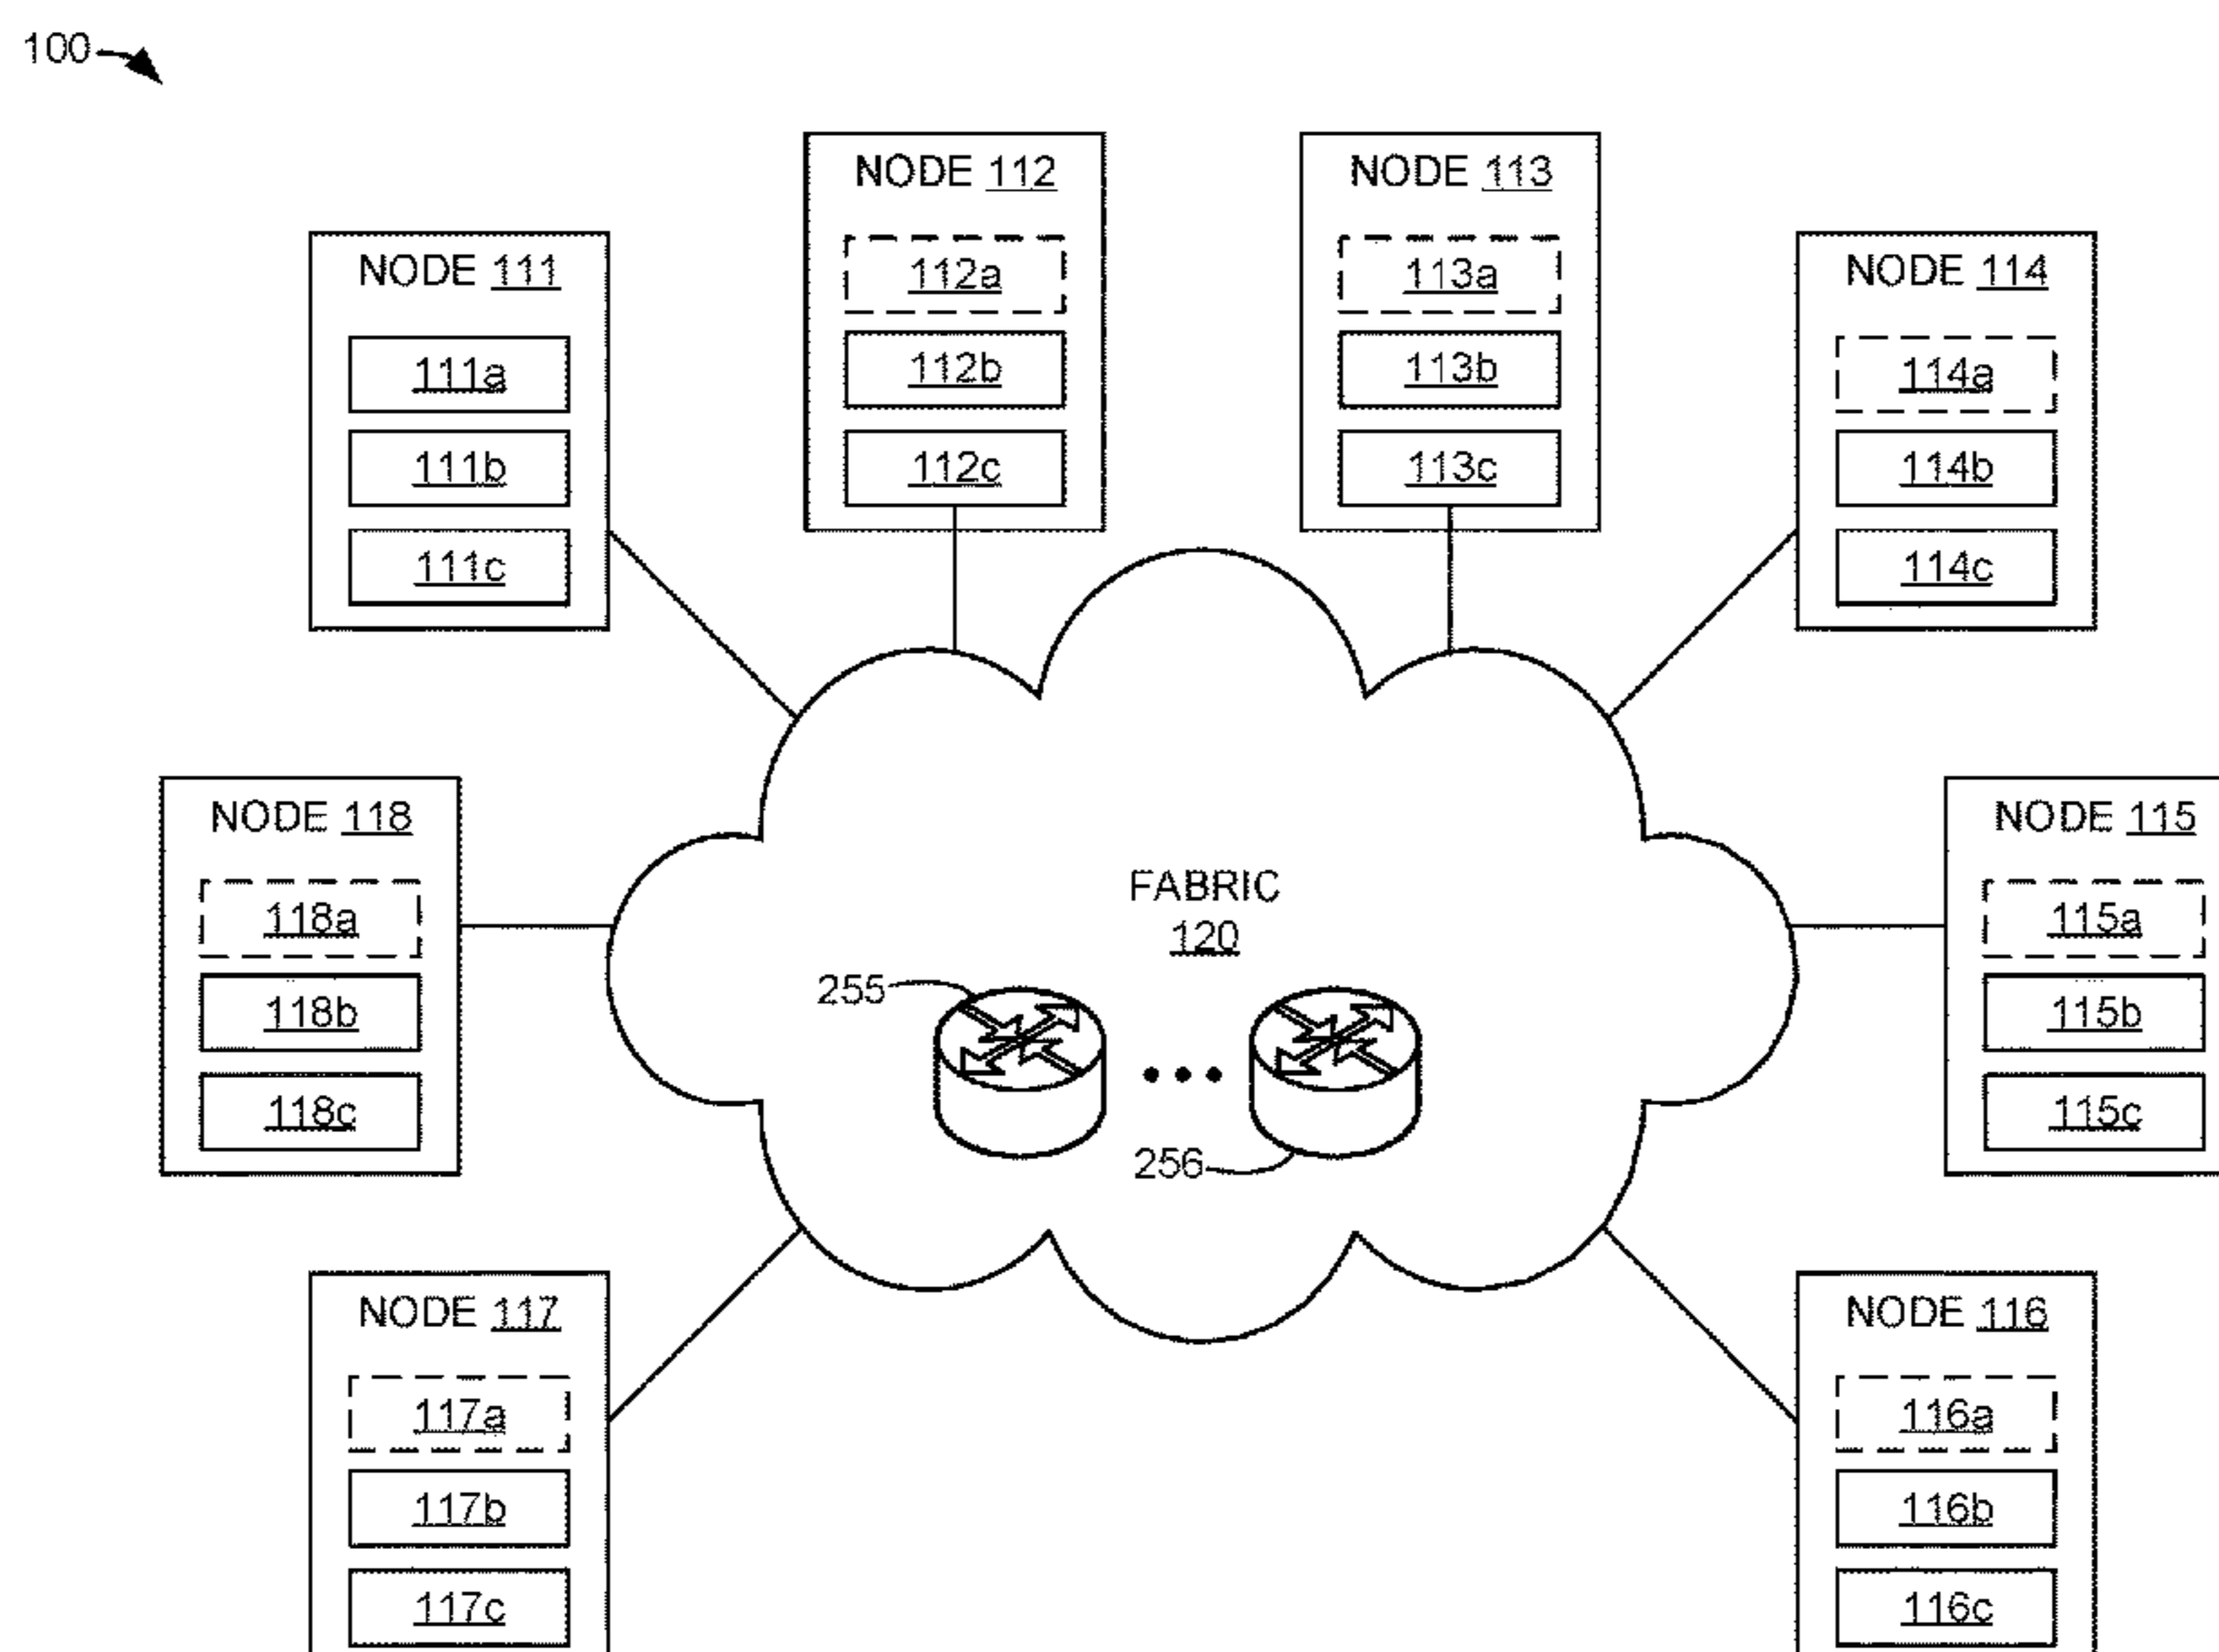 100
NODE 112
112a
112b
112c
NODE 113
113a
113b
113c
NODE 111
111a
111b
111c
NODE 114
114a
114b
114c
NODE 118
118a
118b
118c
FABRIC
120
255
256
NODE 115
115a
115b
115c
NODE 117
117a
117b
117c
NODE 116
116a
116b
116c